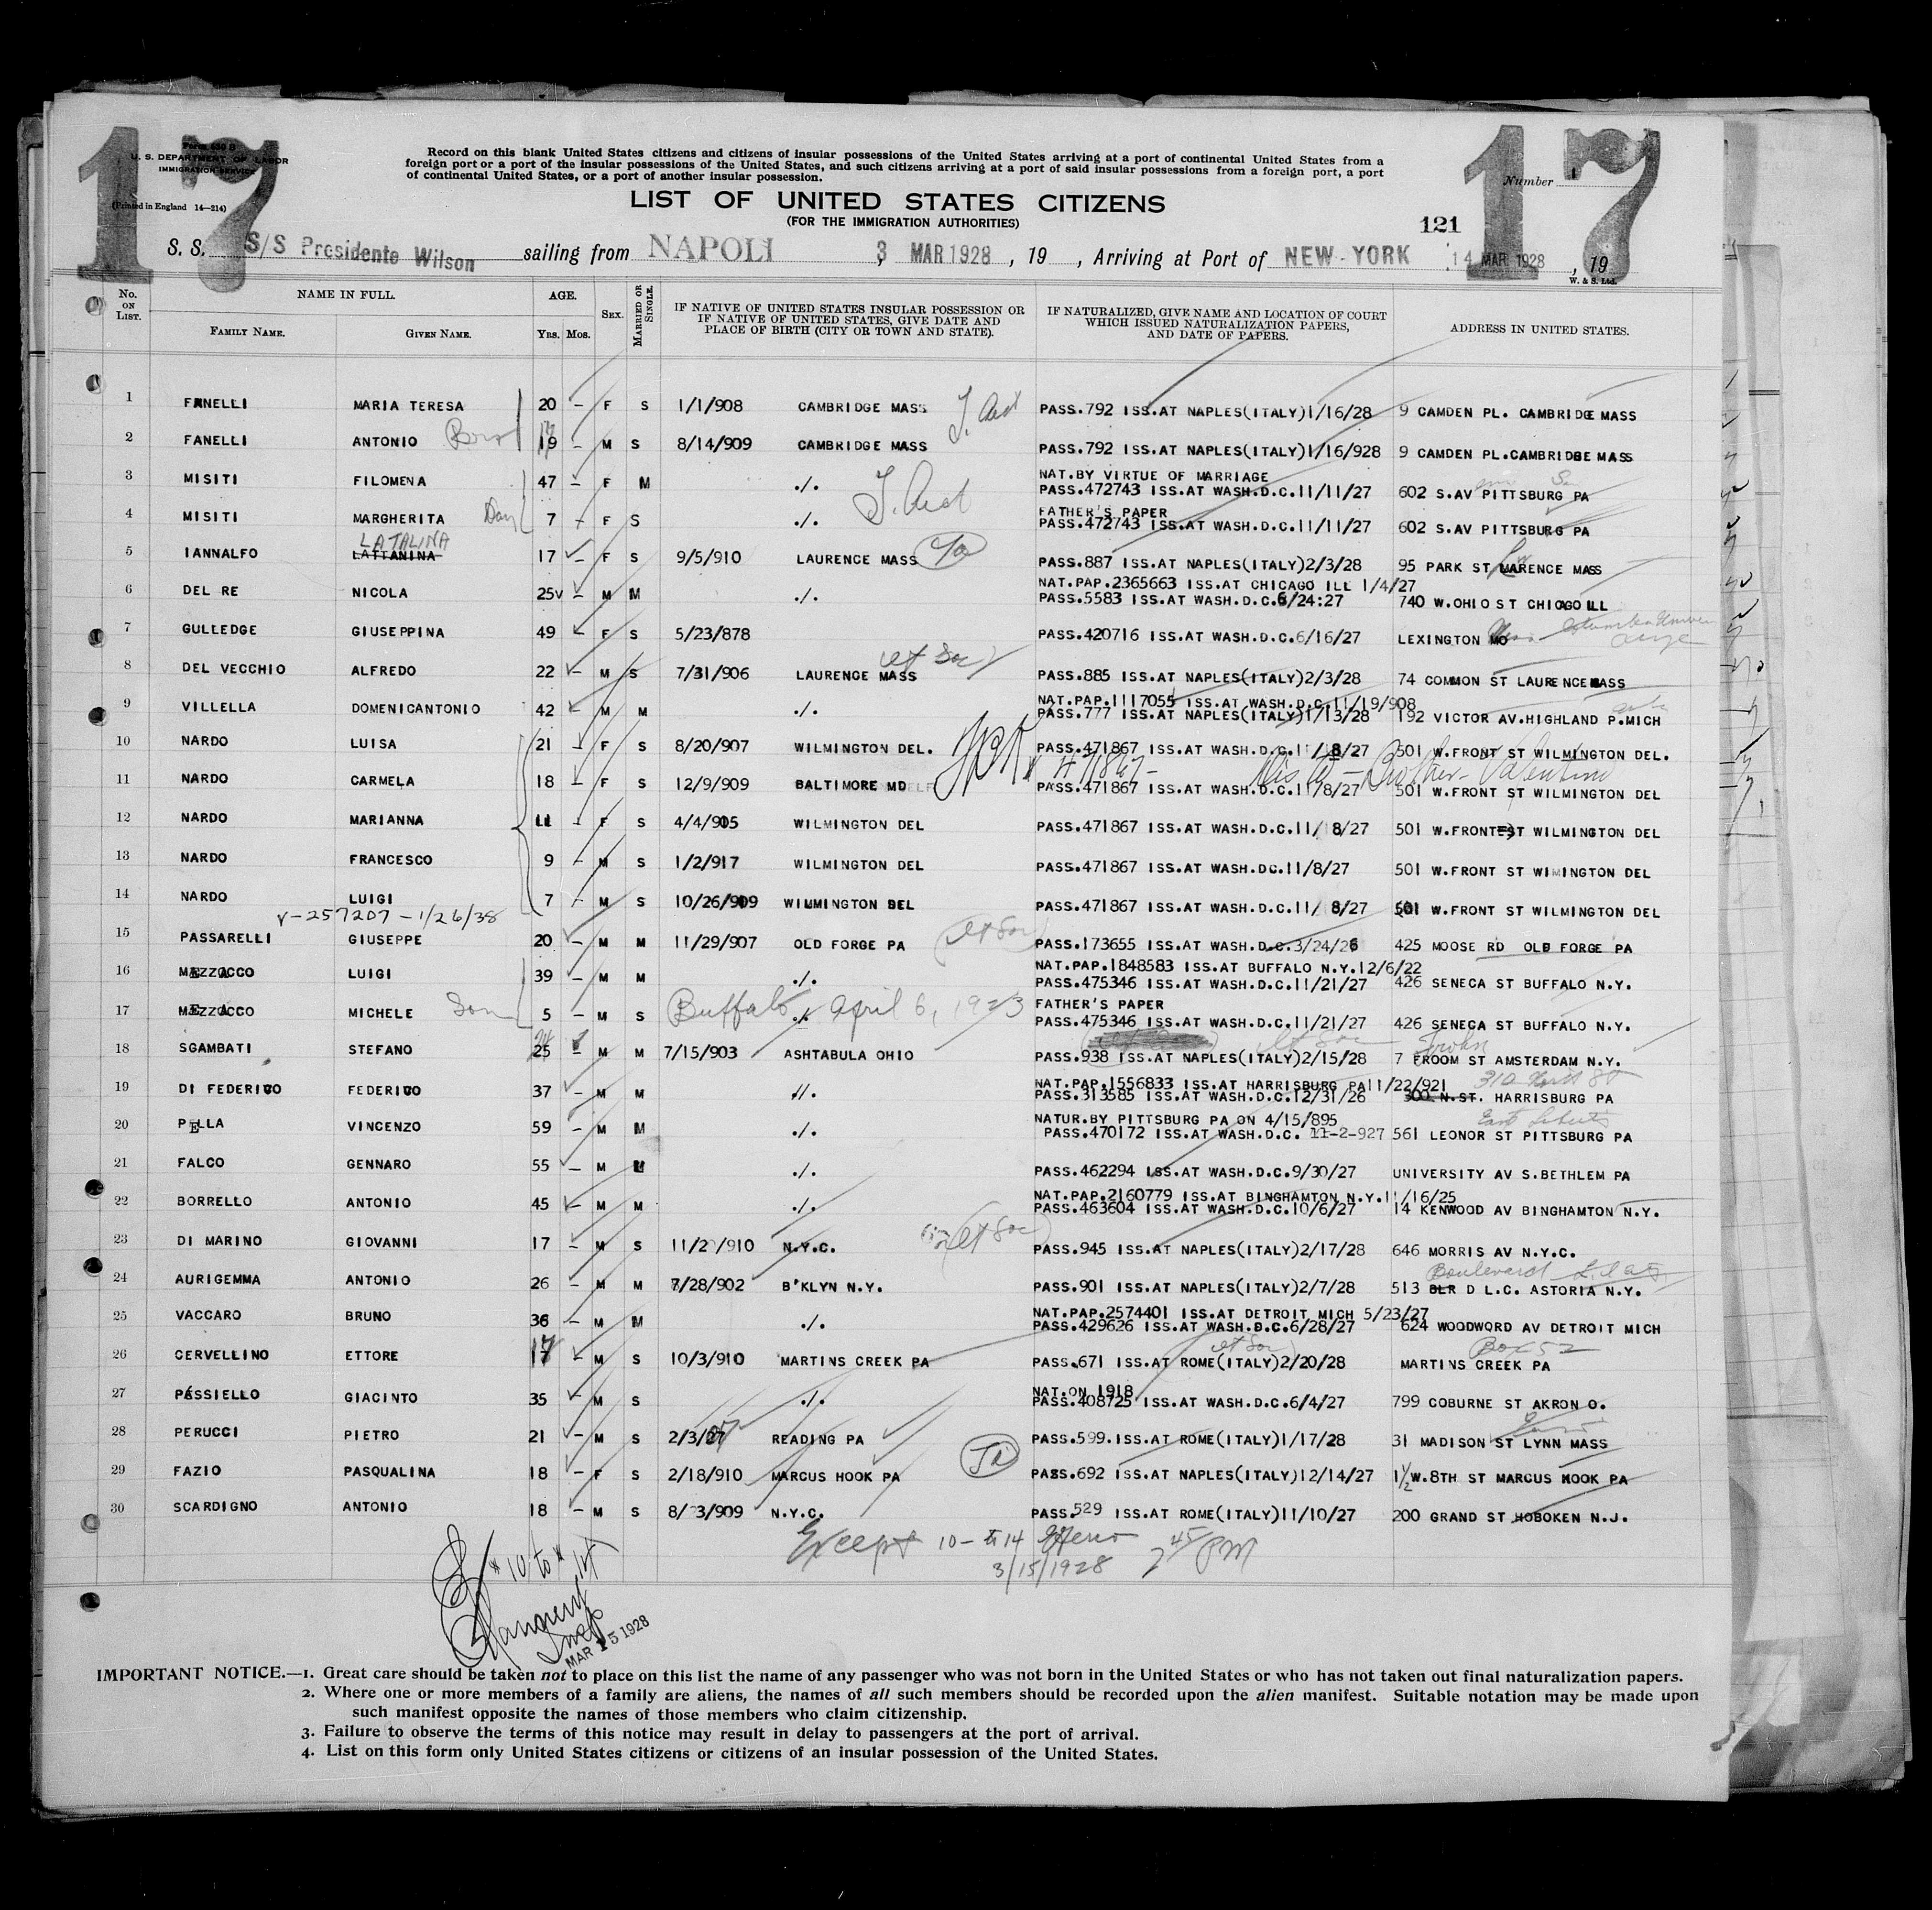 17
17
Form 630 B
U. S. DEPARTMENT OF LABOR
IMMIGRATION SERVICE
(Printed in England 14—214)
Record on this blank United States citizens and citizens of insular possessions of the United States arriving at a port of continental United States from a
foreign port or a port of the insular possessions of the United States, and such citizens arriving at a port of said insular possessions from a foreign port, a port
of continental United States, or a port of another insular possession.
Number
LIST OF UNITED STATES CITIZENS
(FOR THE IMMIGRATION AUTHORITIES)
121
S. S. S/S Presidente Wilson sailing from NAPOLI 3 MAR 1928, 19 , Arriving at Port of NEW-YORK 14 MAR 1928, 19
W. & S. Ltd.
No. ON LIST. NAME IN FULL. FAMILY NAME. GIVEN NAME. AGE. YRS. MOS. SEX. MARRIED OR SINGLE. IF NATIVE OF UNITED STATES INSULAR POSSESSION OR IF NATIVE OF UNITED STATES, GIVE DATE AND PLACE OF BIRTH (CITY OR TOWN AND STATE). IF NATURALIZED, GIVE NAME AND LOCATION OF COURT WHICH ISSUED NATURALIZATION PAPERS, AND DATE OF PAPERS. ADDRESS IN UNITED STATES.
1 FANELLI MARIA TERESA 20 – F S 1/1/908 CAMBRIDGE MASS PASS.792 ISS.AT NAPLES(ITALY)1/16/28 9 CAMDEN PL. CAMBRIDGE MASS
2 FANELLI ANTONIO Bro 19 – M S 8/14/909 CAMBRIDGE MASS PASS.792 ISS.AT NAPLES(ITALY)1/16/928 9 CAMDEN PL.CAMBRIDGE MASS
3 MISITI FILOMENA 47 – F M ./. NAT.BY VIRTUE OF MARRIAGE
PASS.472743 ISS.AT WASH.D.C.11/11/27 602 S.AV PITTSBURG PA
4 MISITI MARGHERITA Dau 7 – F S ./. FATHER'S PAPER
PASS.472743 ISS.AT WASH.D.C.11/11/27 602 S.AV PITTSBURG PA
LATALINA
5 IANNALFO LATTANINA 17 – F S 9/5/910 LAURENCE MASS PASS.887 ISS.AT NAPLES(ITALY)2/3/28 95 PARK ST LAWRENCE MASS
6 DEL RE NICOLA 25v – M M ./. NAT.PAP.2365663 ISS.AT CHICAGO ILL 1/4/27
PASS.5583 ISS.AT WASH.D.C.6/24:27 740 W.OHIO ST CHICAGO ILL
7 GULLEDGE GIUSEPPINA 49 – F S 5/23/878 PASS.420716 ISS.AT WASH.D.C.6/16/27 LEXINGTON MO
8 DEL VECCHIO ALFREDO 22 – M S 7/31/906 LAURENCE MASS PASS.885 ISS.AT NAPLES(ITALY)2/3/28 74 COMMON ST LAURENCE MASS
9 VILLELLA DOMENICANTONIO 42 – M M ./. NAT.PAP.1117055 ISS.AT WASH.D.C.11/19/908
PASS.777 ISS.AT NAPLES(ITALY)1/13/28 192 VICTOR AV.HIGHLAND P.MICH
10 NARDO LUISA 21 – F S 8/20/907 WILMINGTON DEL. PASS.471867 ISS.AT WASH.D.C.11/8/27 501 W.FRONT ST WILMINGTON DEL.
471867 – Brother – Valentino
11 NARDO CARMELA 18 – F S 12/9/909 BALTIMORE MD PASS.471867 ISS.AT WASH.D.C.11/8/27 501 W.FRONT ST WILMINGTON DEL
12 NARDO MARIANNA 11 – F S 4/4/905 WILMINGTON DEL PASS.471867 ISS.AT WASH.D.C.11/ 8/27 501 W.FRONT ST WILMINGTON DEL
13 NARDO FRANCESCO 9 – M S 1/2/917 WILMINGTON DEL PASS.471867 ISS.AT WASH.DC.11/8/27 501 W.FRONT ST WIMINGTON DEL
14 NARDO LUIGI 7 – M S 10/26/909 WILMINGTON DEL PASS.471867 ISS.AT WASH.D.C.11/ 8/27 501 W.FRONT ST WILMINGTON DEL
V-257207 - 1/26/38
15 PASSARELLI GIUSEPPE 20 – M M 11/29/907 OLD FORGE PA PASS.173655 ISS.AT WASH.D.C.3/24/26 425 MOOSE RD OLD FORGE PA
16 MEZZACCO LUIGI 39 – M M ./. NAT.PAP.1848583 ISS.AT BUFFALO N.Y.12/6/22
PASS.475346 ISS.AT WASH.D.C.11/21/27 426 SENECA ST BUFFALO N.Y.
17 MEZZACCO MICHELE Son 5 – M S Buffalo April 6, 1923 FATHER'S PAPER
PASS.475346 ISS.AT WASH.D.C.11/21/27 426 SENECA ST BUFFALO N.Y.
18 SGAMBATI STEFANO 25 – M M 7/15/903 ASHTABULA OHIO PASS.938 ISS.AT NAPLES(ITALY)2/15/28 7 FROOM ST AMSTERDAM N.Y.
19 DI FEDERICO FEDERICO 37 – M M ./. NAT.PAP.1556833 ISS.AT HARRISBURG PA11/22/921
PASS.313585 ISS.AT WASH.D.C.12/31/26 300 N.ST. HARRISBURG PA
20 PELLA VINCENZO 59 – M M ./. NATUR.BY PITTSBURG PA ON 4/15/895 East Liberty
PASS.470172 ISS.AT WASH.D.C. 11-2-927 561 LEONOR ST PITTSBURG PA
21 FALCO GENNARO 55 – M M ./. PASS.462294 ISS.AT WASH.D.C.9/30/27 UNIVERSITY AV S.BETHLEM PA
22 BORRELLO ANTONIO 45 – M M ./. NAT.PAP.2160779 ISS.AT BINGHAMTON N.Y.11/16/25
PASS.463604 ISS.AT WASH.D.C.10/6/27 14 KENWOOD AV BINGHAMTON N.Y.
23 DI MARINO GIOVANNI 17 – M S 11/2/910 N.Y.C. PASS.945 ISS.AT NAPLES(ITALY)2/17/28 646 MORRIS AV N.Y.C.
Boulevard
24 AURIGEMMA ANTONIO 26 – M M 7/28/902 B'KLYN N.Y. PASS.901 ISS.AT NAPLES(ITALY)2/7/28 513 BLR D L.C. ASTORIA N.Y.
25 VACCARO BRUNO 36 – M M ./. NAT.PAP.2574401 ISS.AT DETROIT MICH 5/23/27
PASS.429626 ISS.AT WASH.D.C.6/28/27 624 WOODWORD AV DETROIT MICH
Box 52
26 CERVELLINO ETTORE 17 – M S 10/3/910 MARTINS CREEK PA PASS.671 ISS.AT ROME(ITALY)2/20/28 MARTINS CREEK PA
27 PASSIELLO GIACINTO 35 – M S ./. NAT.ON 1918
PASS.408725 ISS.AT WASH.D.C.6/4/27 799 COBURNE ST AKRON O.
28 PERUCCI PIETRO 21 – M S 2/3/07 READING PA PASS.599.ISS.AT ROME(ITALY)1/17/28 31 MADISON ST LYNN MASS
29 FAZIO PASQUALINA 18 – F S 2/18/910 MARCUS HOOK PA PASS.692 ISS.AT NAPLES(ITALY)12/14/27 1½W.8TH ST MARCUS HOOK PA
30 SCARDIGNO ANTONIO 18 – M S 8/ 3/909 N.Y.C. PASS.529 ISS.AT ROME(ITALY)11/10/27 200 GRAND ST HOBOKEN N.J.
Except 10 – to 14
3/15/1928 7 45 PM
# 10 to # 14
Insp
MAR 15 1928
IMPORTANT NOTICE.—1. Great care should be taken not to place on this list the name of any passenger who was not born in the United States or who has not taken out final naturalization papers.
2. Where one or more members of a family are aliens, the names of all such members should be recorded upon the alien manifest. Suitable notation may be made upon
such manifest opposite the names of those members who claim citizenship.
3. Failure to observe the terms of this notice may result in delay to passengers at the port of arrival.
4. List on this form only United States citizens or citizens of an insular possession of the United States.